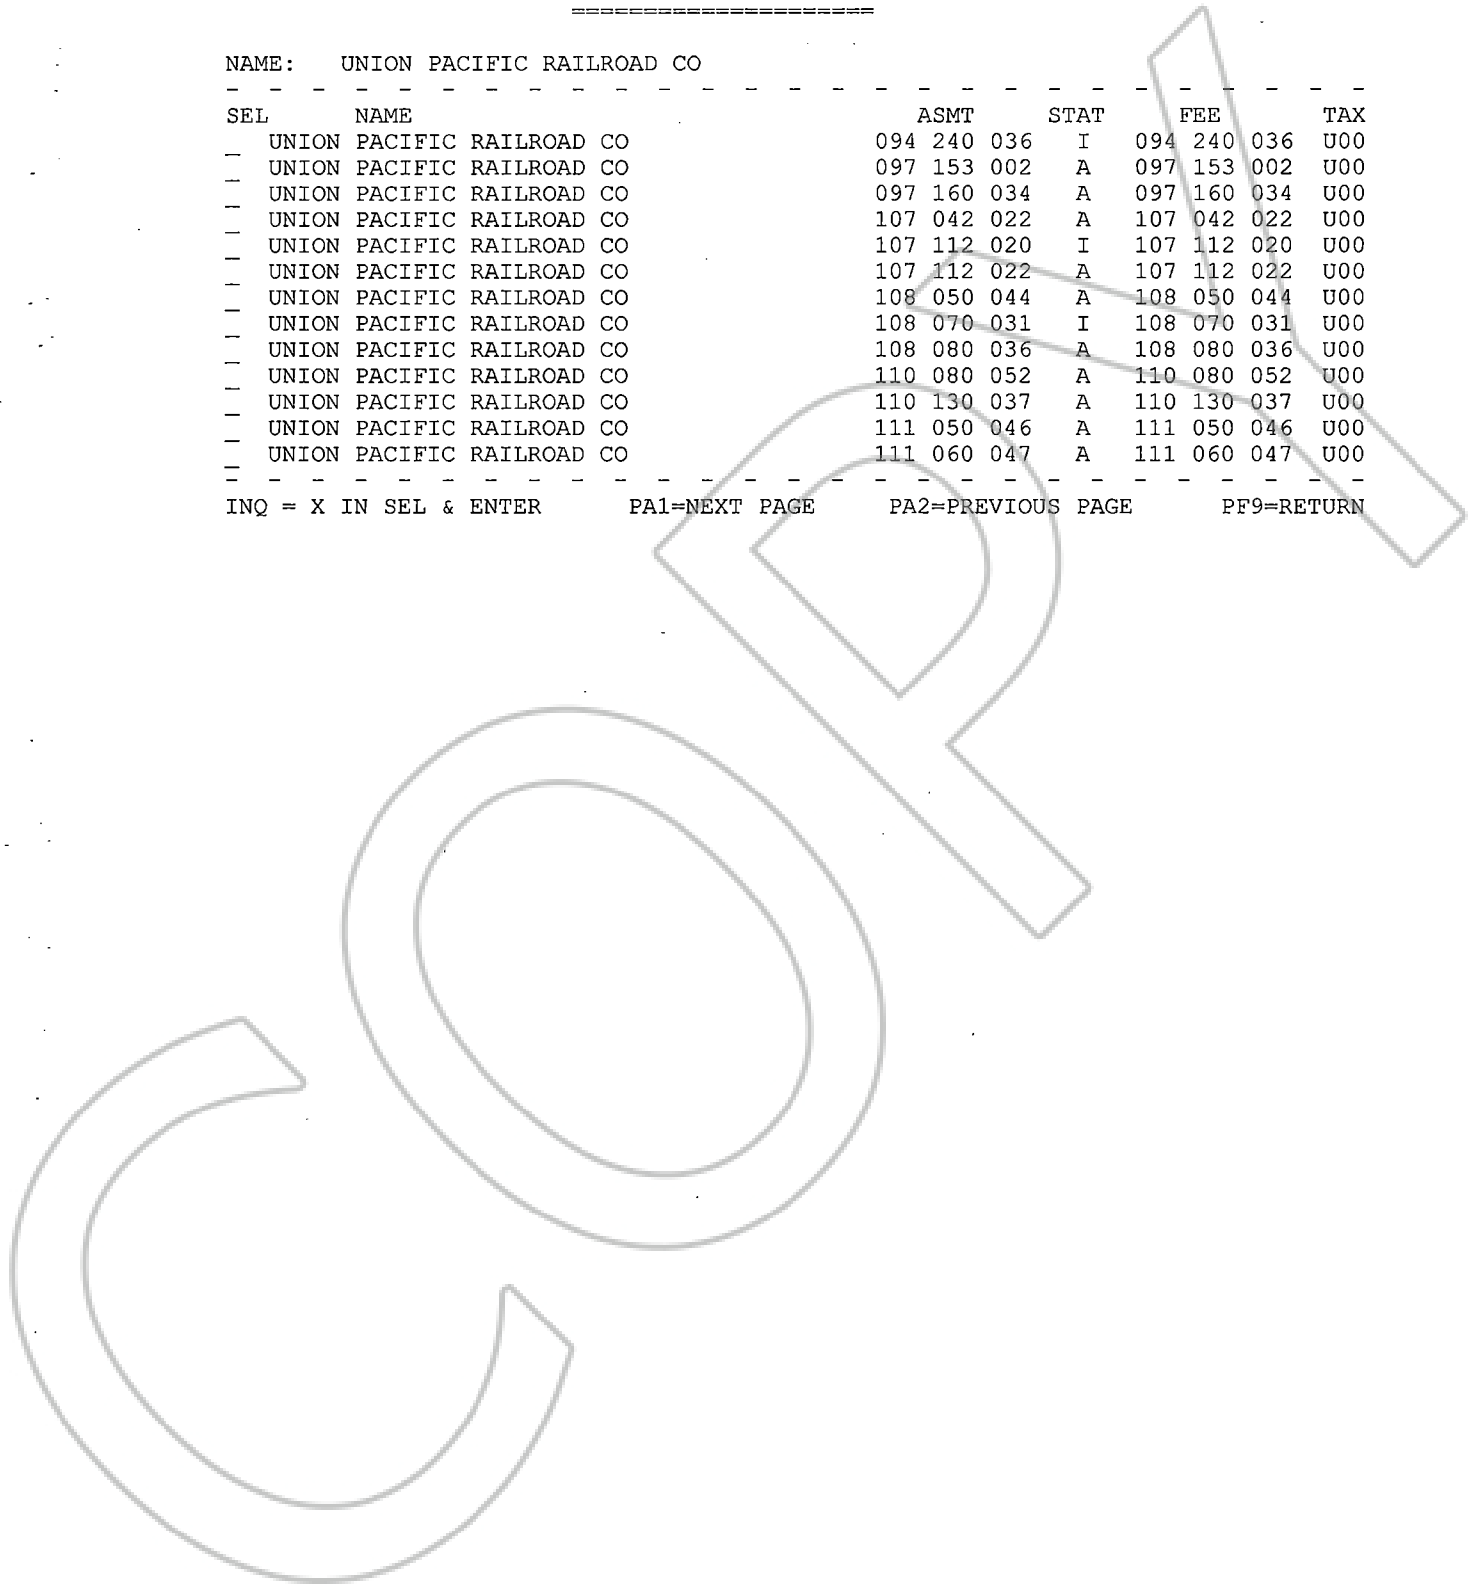 =====================
NAME: UNION PACIFIC RAILROAD CO
- - - - - - - - - - - - - - - - - - - - - - - - - - -
SEL NAME ASMT STAT FEE TAX
_ UNION PACIFIC RAILROAD CO 094 240 036 I 094 240 036 U00
_ UNION PACIFIC RAILROAD CO 097 153 002 A 097 153 002 U00
_ UNION PACIFIC RAILROAD CO 097 160 034 A 097 160 034 U00
_ UNION PACIFIC RAILROAD CO 107 042 022 A 107 042 022 U00
_ UNION PACIFIC RAILROAD CO 107 112 020 I 107 112 020 U00
_ UNION PACIFIC RAILROAD CO 107 112 022 A 107 112 022 U00
_ UNION PACIFIC RAILROAD CO 108 050 044 A 108 050 044 U00
_ UNION PACIFIC RAILROAD CO 108 070 031 I 108 070 031 U00
_ UNION PACIFIC RAILROAD CO 108 080 036 A 108 080 036 U00
_ UNION PACIFIC RAILROAD CO 110 080 052 A 110 080 052 U00
_ UNION PACIFIC RAILROAD CO 110 130 037 A 110 130 037 U00
_ UNION PACIFIC RAILROAD CO 111 050 046 A 111 050 046 U00
_ UNION PACIFIC RAILROAD CO 111 060 047 A 111 060 047 U00
- - - - - - - - - - - - - - - - - - - - - - - - - - -
INQ = X IN SEL & ENTER PA1=NEXT PAGE PA2=PREVIOUS PAGE PF9=RETURN
COPY